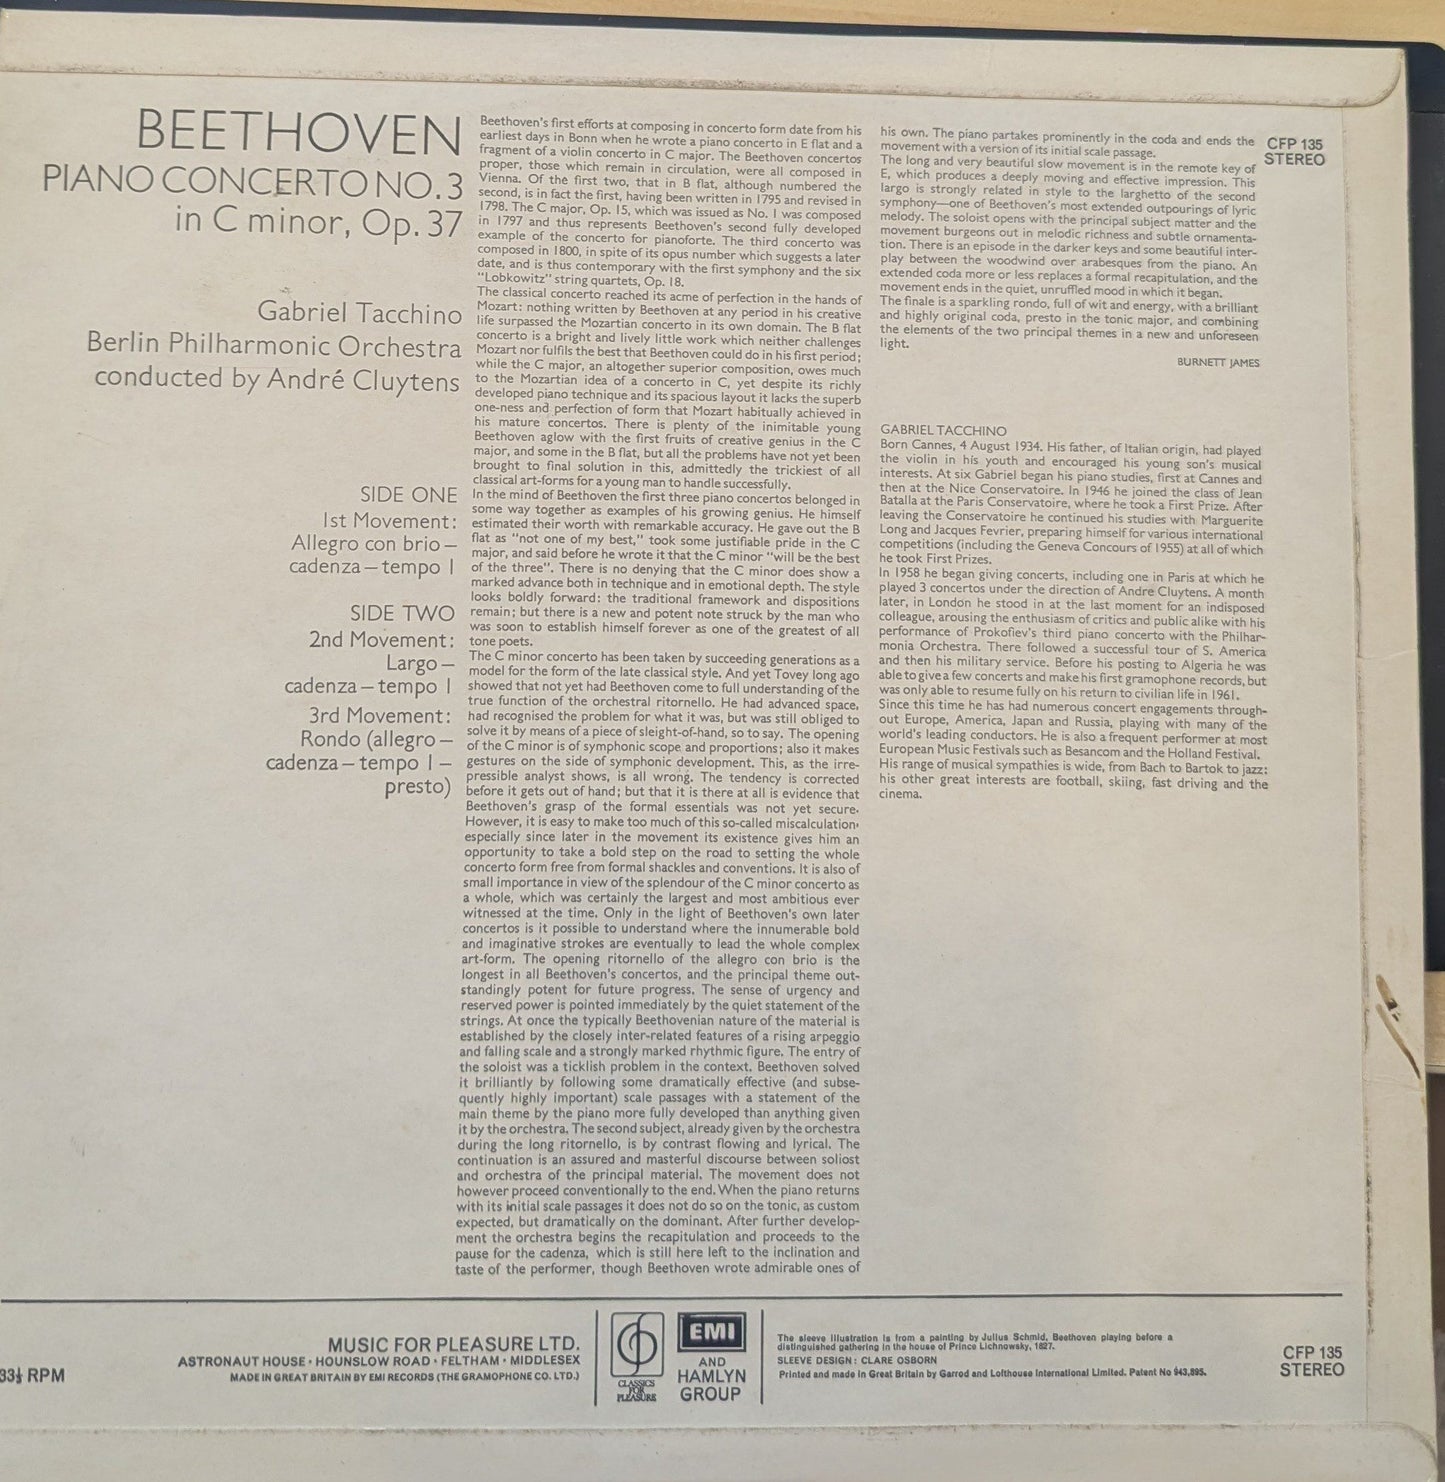 BEETHOVEN
PIANO CONCERTO NO. 3
in C minor, Op. 37
Gabriel Tacchino
Berlin Philharmonic Orchestra
conducted by André Cluytens
SIDE ONE
1st Movement:
Allegro con brio –
cadenza – tempo I
SIDE TWO
2nd Movement:
Largo –
cadenza – tempo I
3rd Movement:
Rondo (allegro –
cadenza – tempo I –
presto)
Beethoven's first efforts at composing in concerto form date from his
earliest days in Bonn when he wrote a piano concerto in E flat and a
fragment of a violin concerto in C major. The Beethoven concertos
proper, those which remain in circulation, were all composed in
Vienna. Of the first two, that in B flat, although numbered the
second, is in fact the first, having been written in 1795 and revised in
1798. The C major, Op. 15, which was issued as No. 1 was composed
in 1797 and thus represents Beethoven's second fully developed
example of the concerto for pianoforte. The third concerto was
composed in 1800, in spite of its opus number which suggests a later
date, and is thus contemporary with the first symphony and the six
"Lobkowitz" string quartets, Op. 18.
The classical concerto reached its acme of perfection in the hands of
Mozart: nothing written by Beethoven at any period in his creative
life surpassed the Mozartian concerto in its own domain. The B flat
concerto is a bright and lively little work which neither challenges
Mozart nor fulfils the best that Beethoven could do in his first period;
while the C major, an altogether superior composition, owes much
to the Mozartian idea of a concerto in C, yet despite its richly
developed piano technique and its spacious layout it lacks the superb
one-ness and perfection of form that Mozart habitually achieved in
his mature concertos. There is plenty of the inimitable young
Beethoven aglow with the first fruits of creative genius in the C
major, and some in the B flat, but all the problems have not yet been
brought to final solution in this, admittedly the trickiest of all
classical art-forms for a young man to handle successfully.
In the mind of Beethoven the first three piano concertos belonged in
some way together as examples of his growing genius. He himself
estimated their worth with remarkable accuracy. He gave out the B
flat as "not one of my best," took some justifiable pride in the C
major, and said before he wrote it that the C minor "will be the best
of the three". There is no denying that the C minor does show a
marked advance both in technique and in emotional depth. The style
looks boldly forward: the traditional framework and dispositions
remain; but there is a new and potent note struck by the man who
was soon to establish himself forever as one of the greatest of all
tone poets.
The C minor concerto has been taken by succeeding generations as a
model for the form of the late classical style. And yet Tovey long ago
showed that not yet had Beethoven come to full understanding of the
true function of the orchestral ritornello. He had advanced space,
had recognised the problem for what it was, but was still obliged to
solve it by means of a piece of sleight-of-hand, so to say. The opening
of the C minor is of symphonic scope and proportions; also it makes
gestures on the side of symphonic development. This, as the irre-
pressible analyst shows, is all wrong. The tendency is corrected
before it gets out of hand; but that it is there at all is evidence that
Beethoven's grasp of the formal essentials was not yet secure.
However, it is easy to make too much of this so-called miscalculation,
especially since later in the movement its existence gives him an
opportunity to take a bold step on the road to setting the whole
concerto form free from formal shackles and conventions. It is also of
small importance in view of the splendour of the C minor concerto as
a whole, which was certainly the largest and most ambitious ever
witnessed at the time. Only in the light of Beethoven's own later
concertos is it possible to understand where the innumerable bold
and imaginative strokes are eventually to lead the whole complex
art-form. The opening ritornello of the allegro con brio is the
longest in all Beethoven's concertos, and the principal theme out-
standingly potent for future progress. The sense of urgency and
reserved power is pointed immediately by the quiet statement of the
strings. At once the typically Beethovenian nature of the material is
established by the closely inter-related features of a rising arpeggio
and falling scale and a strongly marked rhythmic figure. The entry of
the soloist was a ticklish problem in the context. Beethoven solved
it brilliantly by following some dramatically effective (and subse-
quently highly important) scale passages with a statement of the
main theme by the piano more fully developed than anything given
it by the orchestra. The second subject, already given by the orchestra
during the long ritornello, is by contrast flowing and lyrical. The
continuation is an assured and masterful discourse between soliost
and orchestra of the principal material. The movement does not
however proceed conventionally to the end. When the piano returns
with its initial scale passages it does not do so on the tonic, as custom
expected, but dramatically on the dominant. After further develop-
ment the orchestra begins the recapitulation and proceeds to the
pause for the cadenza, which is still here left to the inclination and
taste of the performer, though Beethoven wrote admirable ones of
his own. The piano partakes prominently in the coda and ends the
movement with a version of its initial scale passage.
The long and very beautiful slow movement is in the remote key of
E, which produces a deeply moving and effective impression. This
largo is strongly related in style to the larghetto of the second
symphony—one of Beethoven's most extended outpourings of lyric
melody. The soloist opens with the principal subject matter and the
movement burgeons out in melodic richness and subtle ornamenta-
tion. There is an episode in the darker keys and some beautiful inter-
play between the woodwind over arabesques from the piano. An
extended coda more or less replaces a formal recapitulation, and the
movement ends in the quiet, unruffled mood in which it began.
The finale is a sparkling rondo, full of wit and energy, with a brilliant
and highly original coda, presto in the tonic major, and combining
the elements of the two principal themes in a new and unforeseen
light.
BURNETT JAMES
CFP 135
STEREO
GABRIEL TACCHINO
Born Cannes, 4 August 1934. His father, of Italian origin, had played
the violin in his youth and encouraged his young son's musical
interests. At six Gabriel began his piano studies, first at Cannes and
then at the Nice Conservatoire. In 1946 he joined the class of Jean
Batalla at the Paris Conservatoire, where he took a First Prize. After
leaving the Conservatoire he continued his studies with Marguerite
Long and Jacques Fevrier, preparing himself for various international
competitions (including the Geneva Concours of 1955) at all of which
he took First Prizes.
In 1958 he began giving concerts, including one in Paris at which he
played 3 concertos under the direction of Andre Cluytens. A month
later, in London he stood in at the last moment for an indisposed
colleague, arousing the enthusiasm of critics and public alike with his
performance of Prokofiev's third piano concerto with the Philhar-
monia Orchestra. There followed a successful tour of S. America
and then his military service. Before his posting to Algeria he was
able to give a few concerts and make his first gramophone records, but
was only able to resume fully on his return to civilian life in 1961.
Since this time he has had numerous concert engagements through-
out Europe, America, Japan and Russia, playing with many of the
world's leading conductors. He is also a frequent performer at most
European Music Festivals such as Besancom and the Holland Festival.
His range of musical sympathies is wide, from Bach to Bartok to jazz:
his other great interests are football, skiing, fast driving and the
cinema.
33⅓ RPM
MUSIC FOR PLEASURE LTD.
ASTRONAUT HOUSE · HOUNSLOW ROAD · FELTHAM · MIDDLESEX
MADE IN GREAT BRITAIN BY EMI RECORDS (THE GRAMOPHONE CO. LTD.)
CLASSICS
FOR
PLEASURE
EMI
AND
HAMLYN
GROUP
The sleeve illustration is from a painting by Julius Schmid, Beethoven playing before a
distinguished gathering in the house of Prince Lichnowsky, 1827.
SLEEVE DESIGN: CLARE OSBORN
Printed and made in Great Britain by Garrod and Lofthouse International Limited. Patent No 943,895.
CFP 135
STEREO